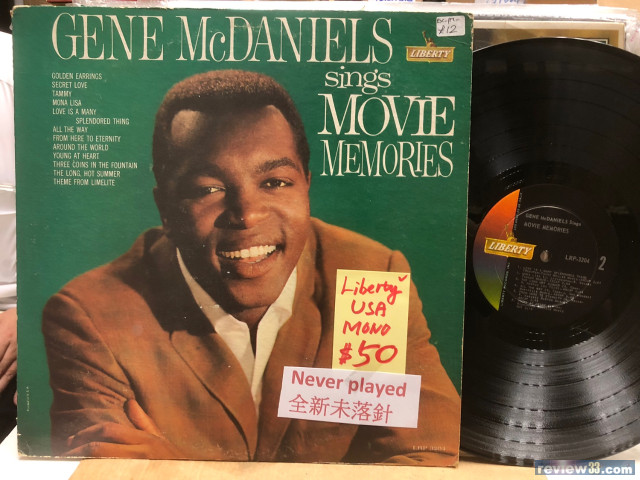 GENE McDANIELS
LIBERTY
sings
MOVIE
MEMORIES
GOLDEN EARRINGS
SECRET LOVE
TAMMY
MONA LISA
LOVE IS A MANY
SPLENDORED THING
ALL THE WAY
FROM HERE TO ETERNITY
AROUND THE WORLD
YOUNG AT HEART
THREE COINS IN THE FOUNTAIN
THE LONG, HOT SUMMER
THEME FROM LIMELITE
£12
Liberty
USA
MONO
$50
Never played
全新未落針
GENE McDANIELS Sings
MOVIE MEMORIES
LIBERTY
LRP-3204
2
review33.com